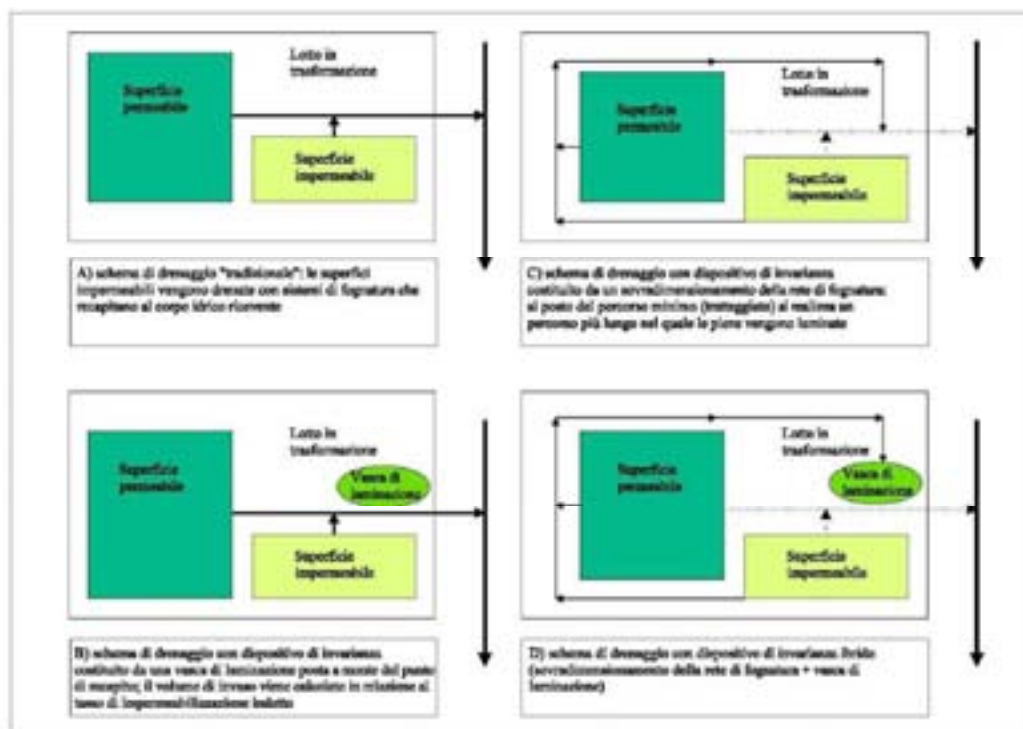 Superficie
permeabile
Lotto in
trasformazione
Superficie
impermeabile
A) schema di drenaggio "tradizionale": le superfici
impermeabili vengono drenate con sistemi di fognatura che
recapitano al corpo idrico ricevente
Superficie
permeabile
Lotto in
trasformazione
Superficie
impermeabile
C) schema di drenaggio con dispositivo di invarianza
costituito da un sovradimensionamento della rete di fognatura:
al posto del percorso minimo (tratteggiato) si realizza un
percorso più lungo nel quale le piene vengono laminate
Superficie
permeabile
Lotto in
trasformazione
Vasca di
laminazione
Superficie
impermeabile
B) schema di drenaggio con dispositivo di invarianza
costituito da una vasca di laminazione posta a monte del punto
di recapito; il volume di invaso viene calcolato in relazione al
tasso di impermeabilizzazione indotto
Superficie
permeabile
Lotto in
trasformazione
Vasca di
laminazione
Superficie
impermeabile
D) schema di drenaggio con dispositivo di invarianza ibrido
(sovradimensionamento della rete di fognatura + vasca di
laminazione)